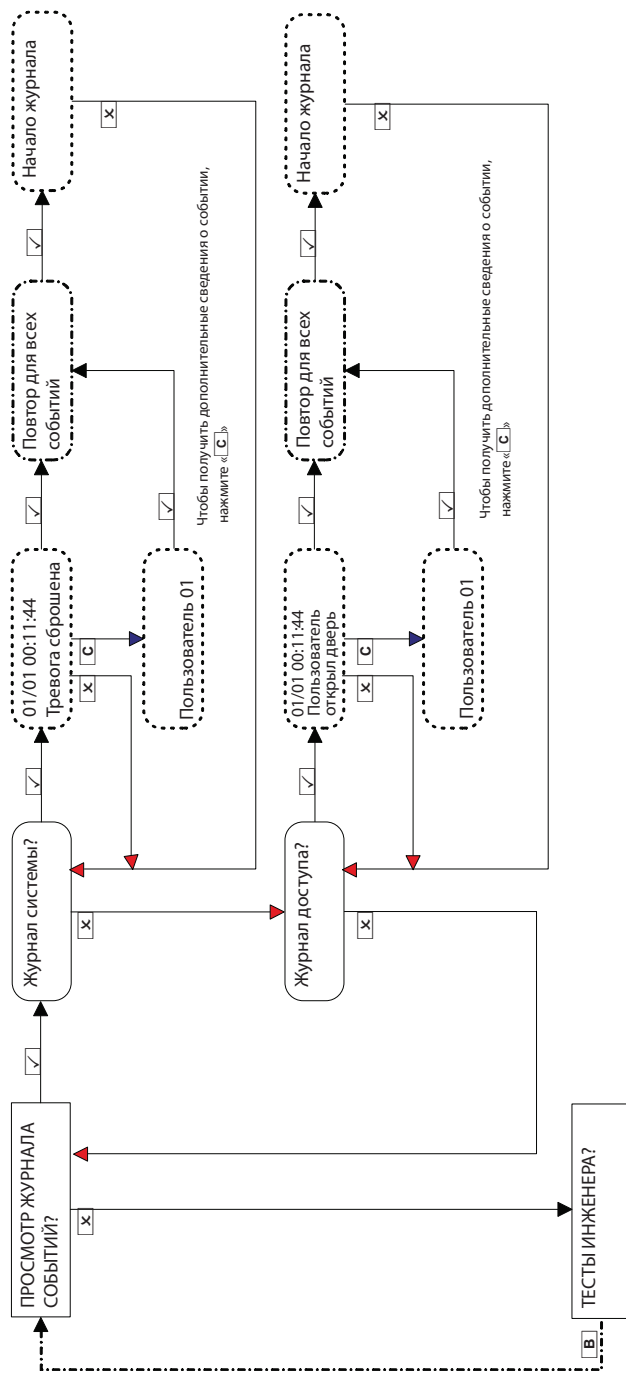 ПРОСМОТР ЖУРНАЛА
СОБЫТИЙ?
✓
Журнал системы?
✓
01/01 00:11:44
Тревога сброшена
✓
Повтор для всех
событий
✓
Начало журнала
x
x
x
C
x
Пользователь 01
✓
Чтобы получить дополнительные сведения о событии,
нажмите «C»
Журнал доступа?
✓
01/01 00:11:44
Пользователь
открыл дверь
✓
Повтор для всех
событий
✓
Начало журнала
x
x
C
x
Пользователь 01
✓
Чтобы получить дополнительные сведения о событии,
нажмите «C»
ТЕСТЫ ИНЖЕНЕРА?
B